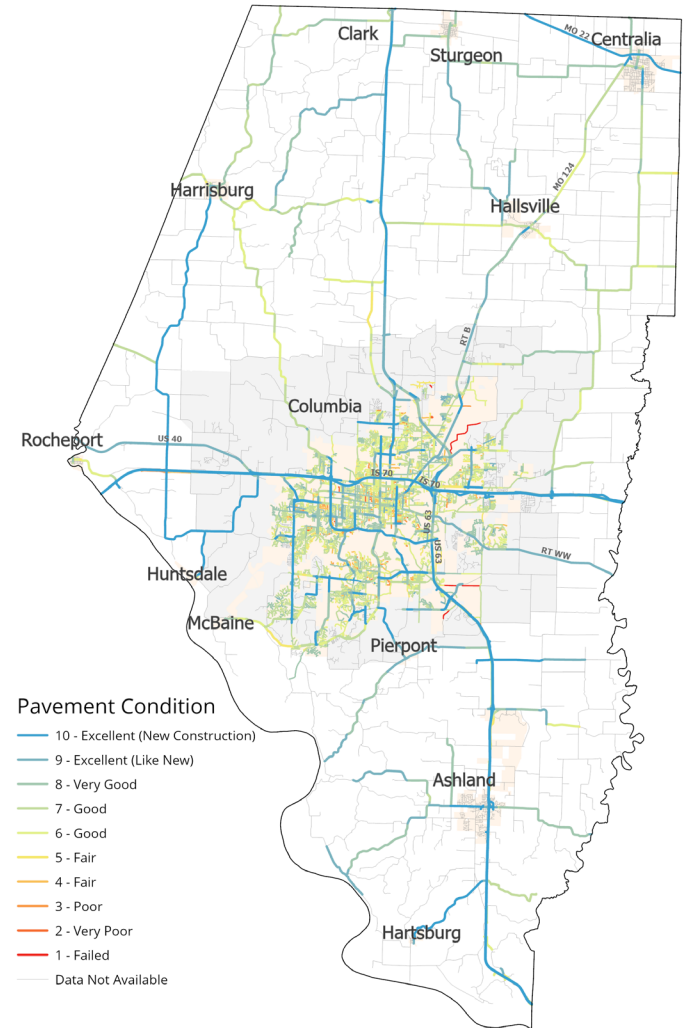 Clark
Sturgeon
MO 22
Centralia
Harrisburg
MO 124
Hallsville
RT B
Columbia
Rocheport
US 40
IS 70
IS 70
US 63
US 63
RT WW
Huntsdale
McBaine
Pierpont
Pavement Condition
10 - Excellent (New Construction)
9 - Excellent (Like New)
8 - Very Good
7 - Good
6 - Good
5 - Fair
4 - Fair
3 - Poor
2 - Very Poor
1 - Failed
Data Not Available
Ashland
Hartsburg